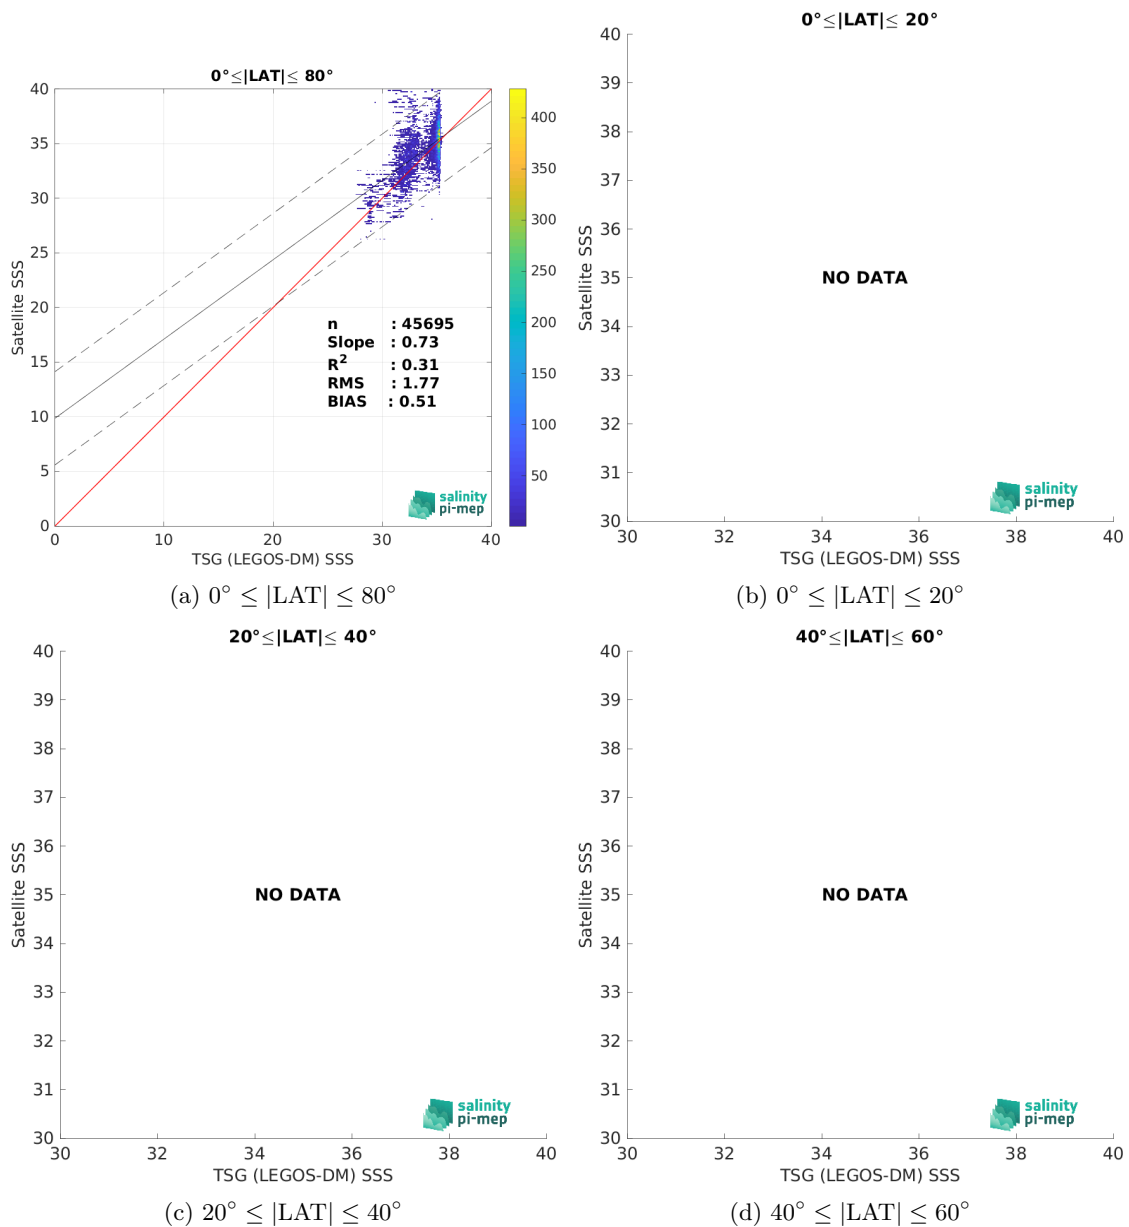 0°≤|LAT|≤ 80°
40
35
30
25
20
15
10
5
0
0
10
20
30
40
Satellite SSS
TSG (LEGOS-DM) SSS
n : 45695
Slope : 0.73
R² : 0.31
RMS : 1.77
BIAS : 0.51
400
350
300
250
200
150
100
50
salinity
pi-mep
(a) 0° ≤ |LAT| ≤ 80°
0°≤|LAT|≤ 20°
40
39
38
37
36
35
34
33
32
31
30
30
32
34
36
38
40
Satellite SSS
NO DATA
salinity
pi-mep
TSG (LEGOS-DM) SSS
(b) 0° ≤ |LAT| ≤ 20°
20°≤|LAT|≤ 40°
40
39
38
37
36
35
34
33
32
31
30
30
32
34
36
38
40
Satellite SSS
NO DATA
salinity
pi-mep
TSG (LEGOS-DM) SSS
(c) 20° ≤ |LAT| ≤ 40°
40°≤|LAT|≤ 60°
40
39
38
37
36
35
34
33
32
31
30
30
32
34
36
38
40
Satellite SSS
NO DATA
salinity
pi-mep
TSG (LEGOS-DM) SSS
(d) 40° ≤ |LAT| ≤ 60°